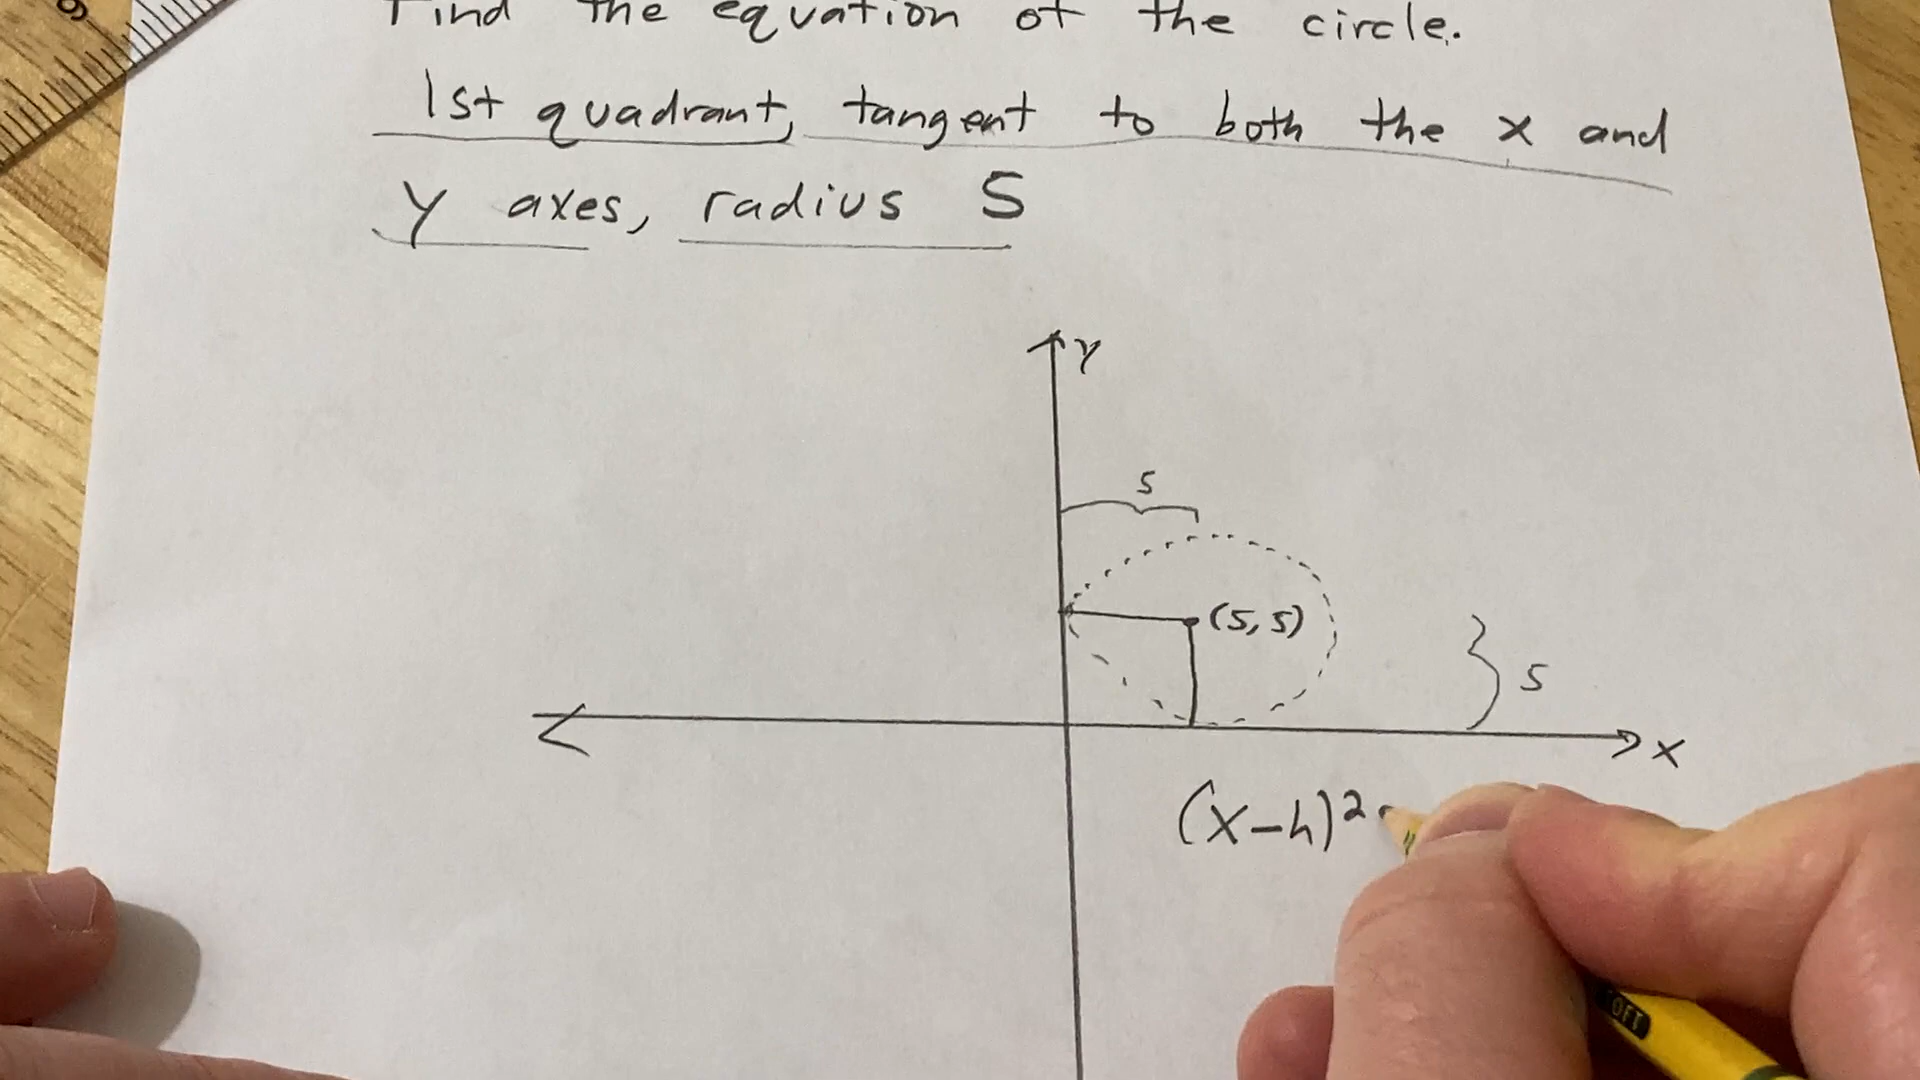 Find the equation of the circle.
1st quadrant, tangent to both the x and
y axes, radius 5
y
5
(5,5)
5
x
(x-h)²
OFT